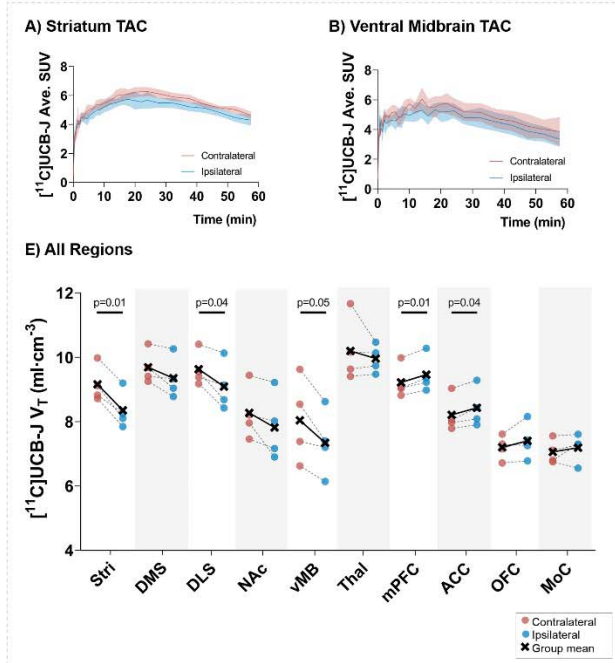 A) Striatum TAC
[¹¹C]UCB-J Ave. SUV
8
6
4
2
0
0 10 20 30 40 50 60
Contralateral
Ipsilateral
Time (min)
B) Ventral Midbrain TAC
[¹¹C]UCB-J Ave. SUV
8
6
4
2
0
0 10 20 30 40 50 60
Contralateral
Ipsilateral
Time (min)
E) All Regions
[¹¹C]UCB-J V_T (ml·cm⁻³)
12
10
8
6
4
p=0.01
p=0.04
p=0.05
p=0.01
p=0.04
Stri
DMS
DLS
NAc
vMB
Thal
mPFC
ACC
OFC
MoC
Contralateral
Ipsilateral
Group mean